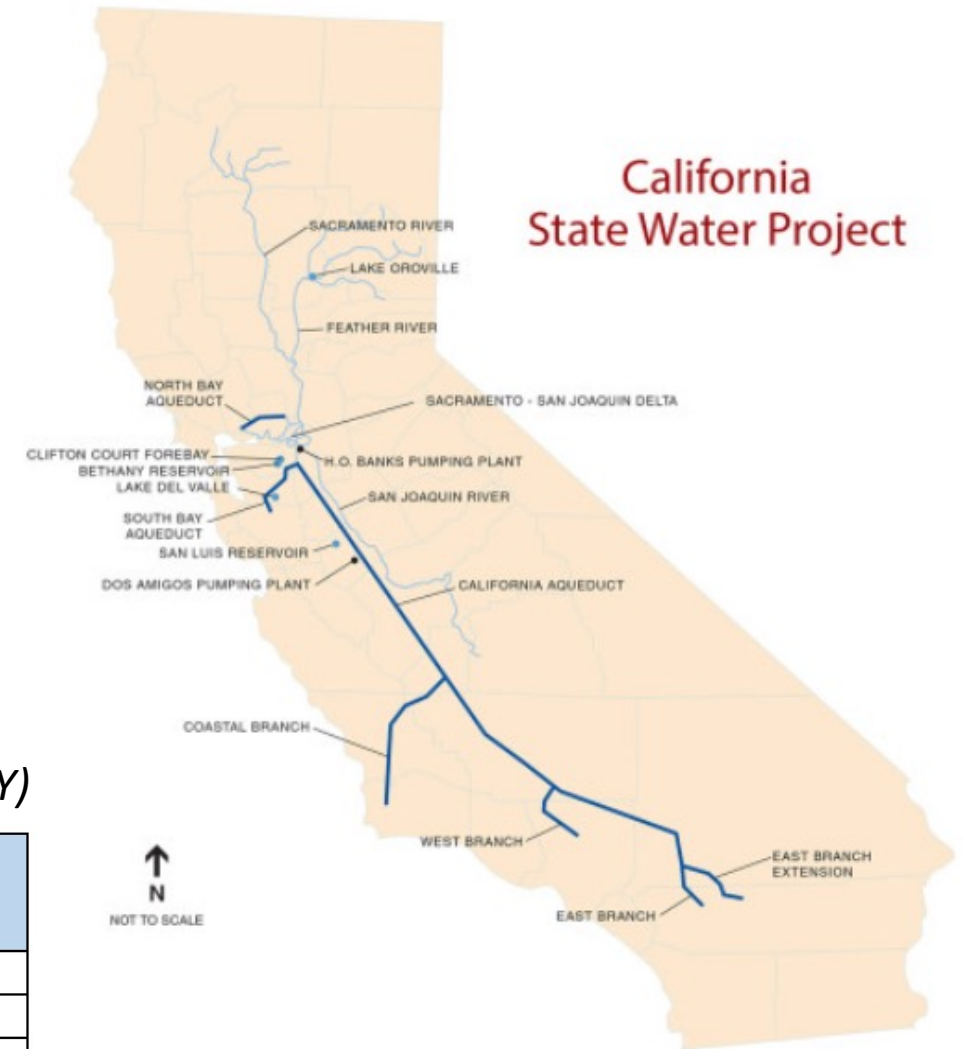 California
State Water Project
SACRAMENTO RIVER
LAKE OROVILLE
FEATHER RIVER
NORTH BAY
AQUEDUCT
SACRAMENTO - SAN JOAQUIN DELTA
CLIFTON COURT FOREBAY
H.O. BANKS PUMPING PLANT
BETHANY RESERVOIR
LAKE DEL VALLE
SAN JOAQUIN RIVER
SOUTH BAY
AQUEDUCT
SAN LUIS RESERVOIR
DOS AMIGOS PUMPING PLANT
CALIFORNIA AQUEDUCT
COASTAL BRANCH
Y)
WEST BRANCH
EAST BRANCH
EXTENSION
N
NOT TO SCALE
EAST BRANCH